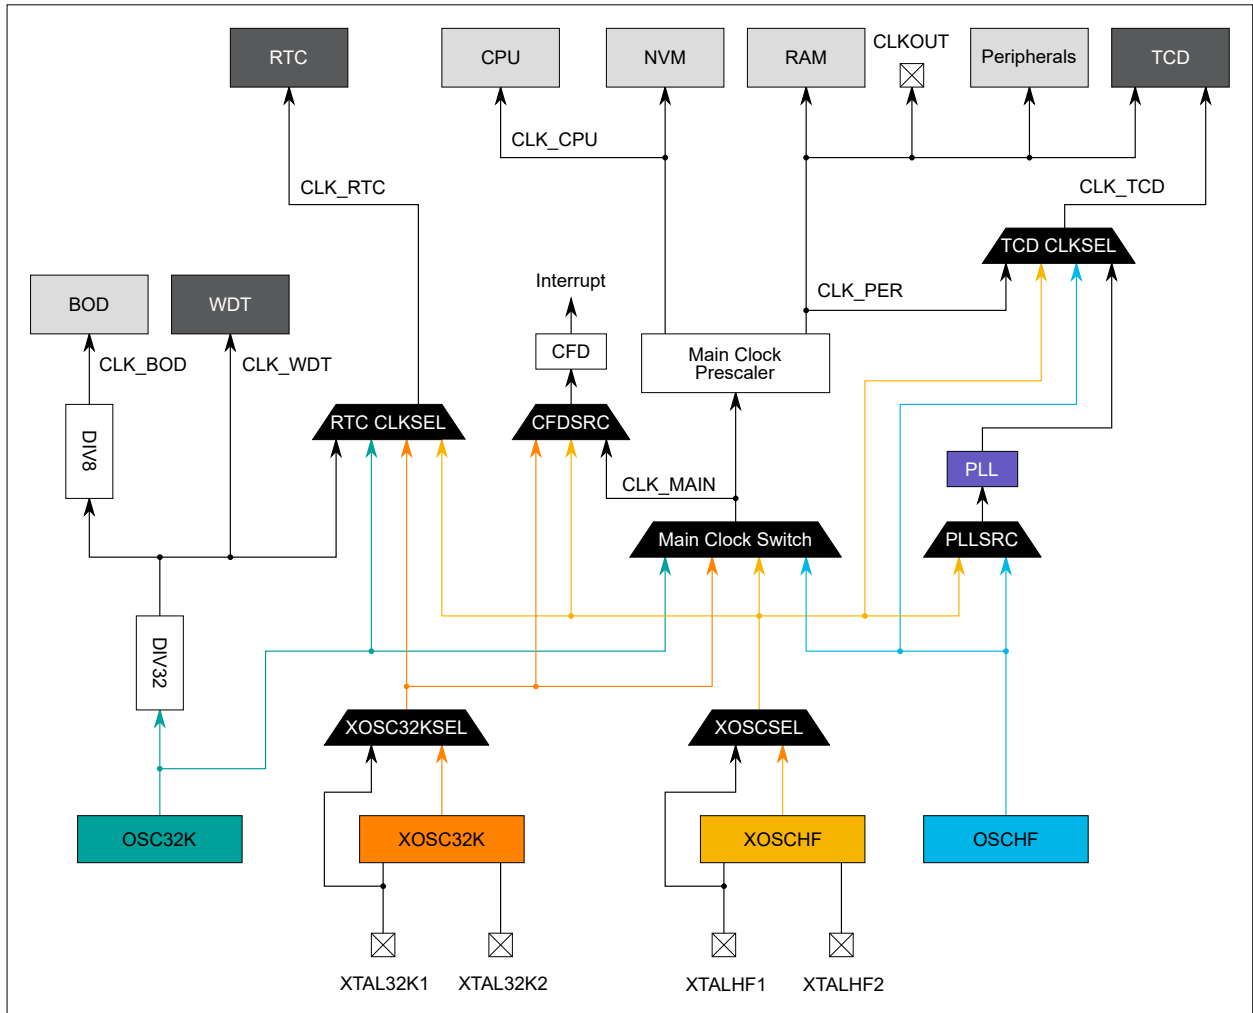 CLKOUT
RTC
CPU
NVM
RAM
Peripherals
TCD
CLK_CPU
CLK_RTC
CLK_TCD
TCD CLKSEL
Interrupt
CLK_PER
BOD
WDT
CFD
Main Clock
Prescaler
CLK_BOD
CLK_WDT
RTC CLKSEL
CFDSRC
DIV8
PLL
CLK_MAIN
Main Clock Switch
PLLSRC
DIV32
XOSC32KSEL
XOSCSEL
OSC32K
XOSC32K
XOSCHF
OSCHF
XTAL32K1
XTAL32K2
XTALHF1
XTALHF2